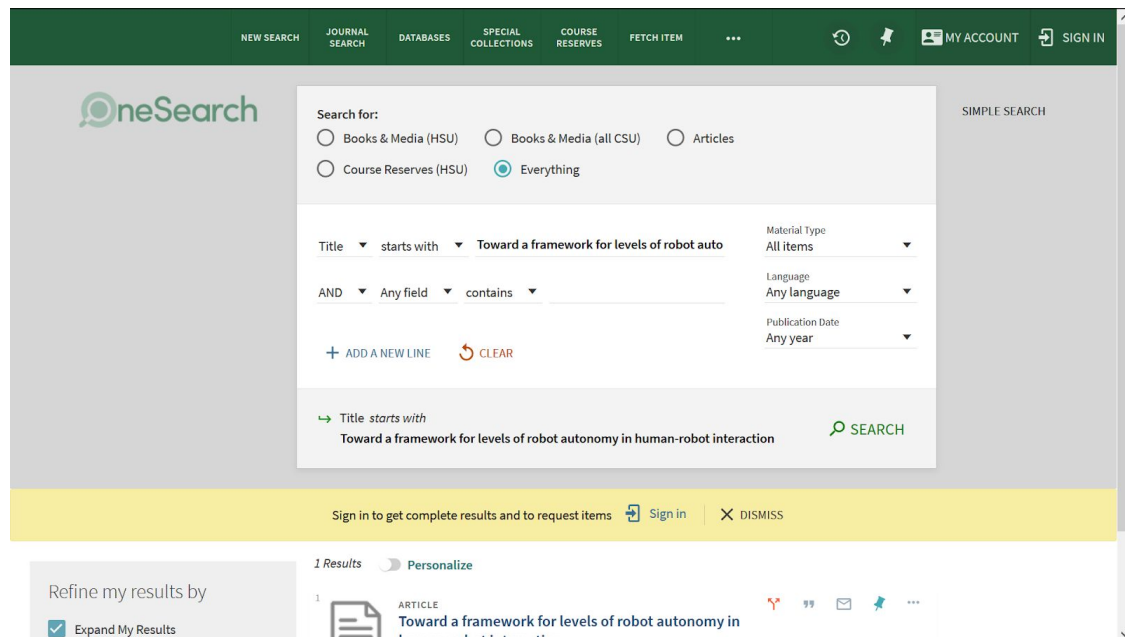 NEW SEARCH
JOURNAL SEARCH
DATABASES
SPECIAL COLLECTIONS
COURSE RESERVES
FETCH ITEM
•••
MY ACCOUNT
SIGN IN
OneSearch
SIMPLE SEARCH
Search for:
Books & Media (HSU) Books & Media (all CSU) Articles
Course Reserves (HSU) Everything
Title starts with Toward a framework for levels of robot auto
AND Any field contains
Material Type
All items
Language
Any language
Publication Date
Any year
+ ADD A NEW LINE CLEAR
Title starts with
Toward a framework for levels of robot autonomy in human-robot interaction
SEARCH
Sign in to get complete results and to request items Sign in DISMISS
Refine my results by
Expand My Results
1 Results Personalize
1
ARTICLE
Toward a framework for levels of robot autonomy in